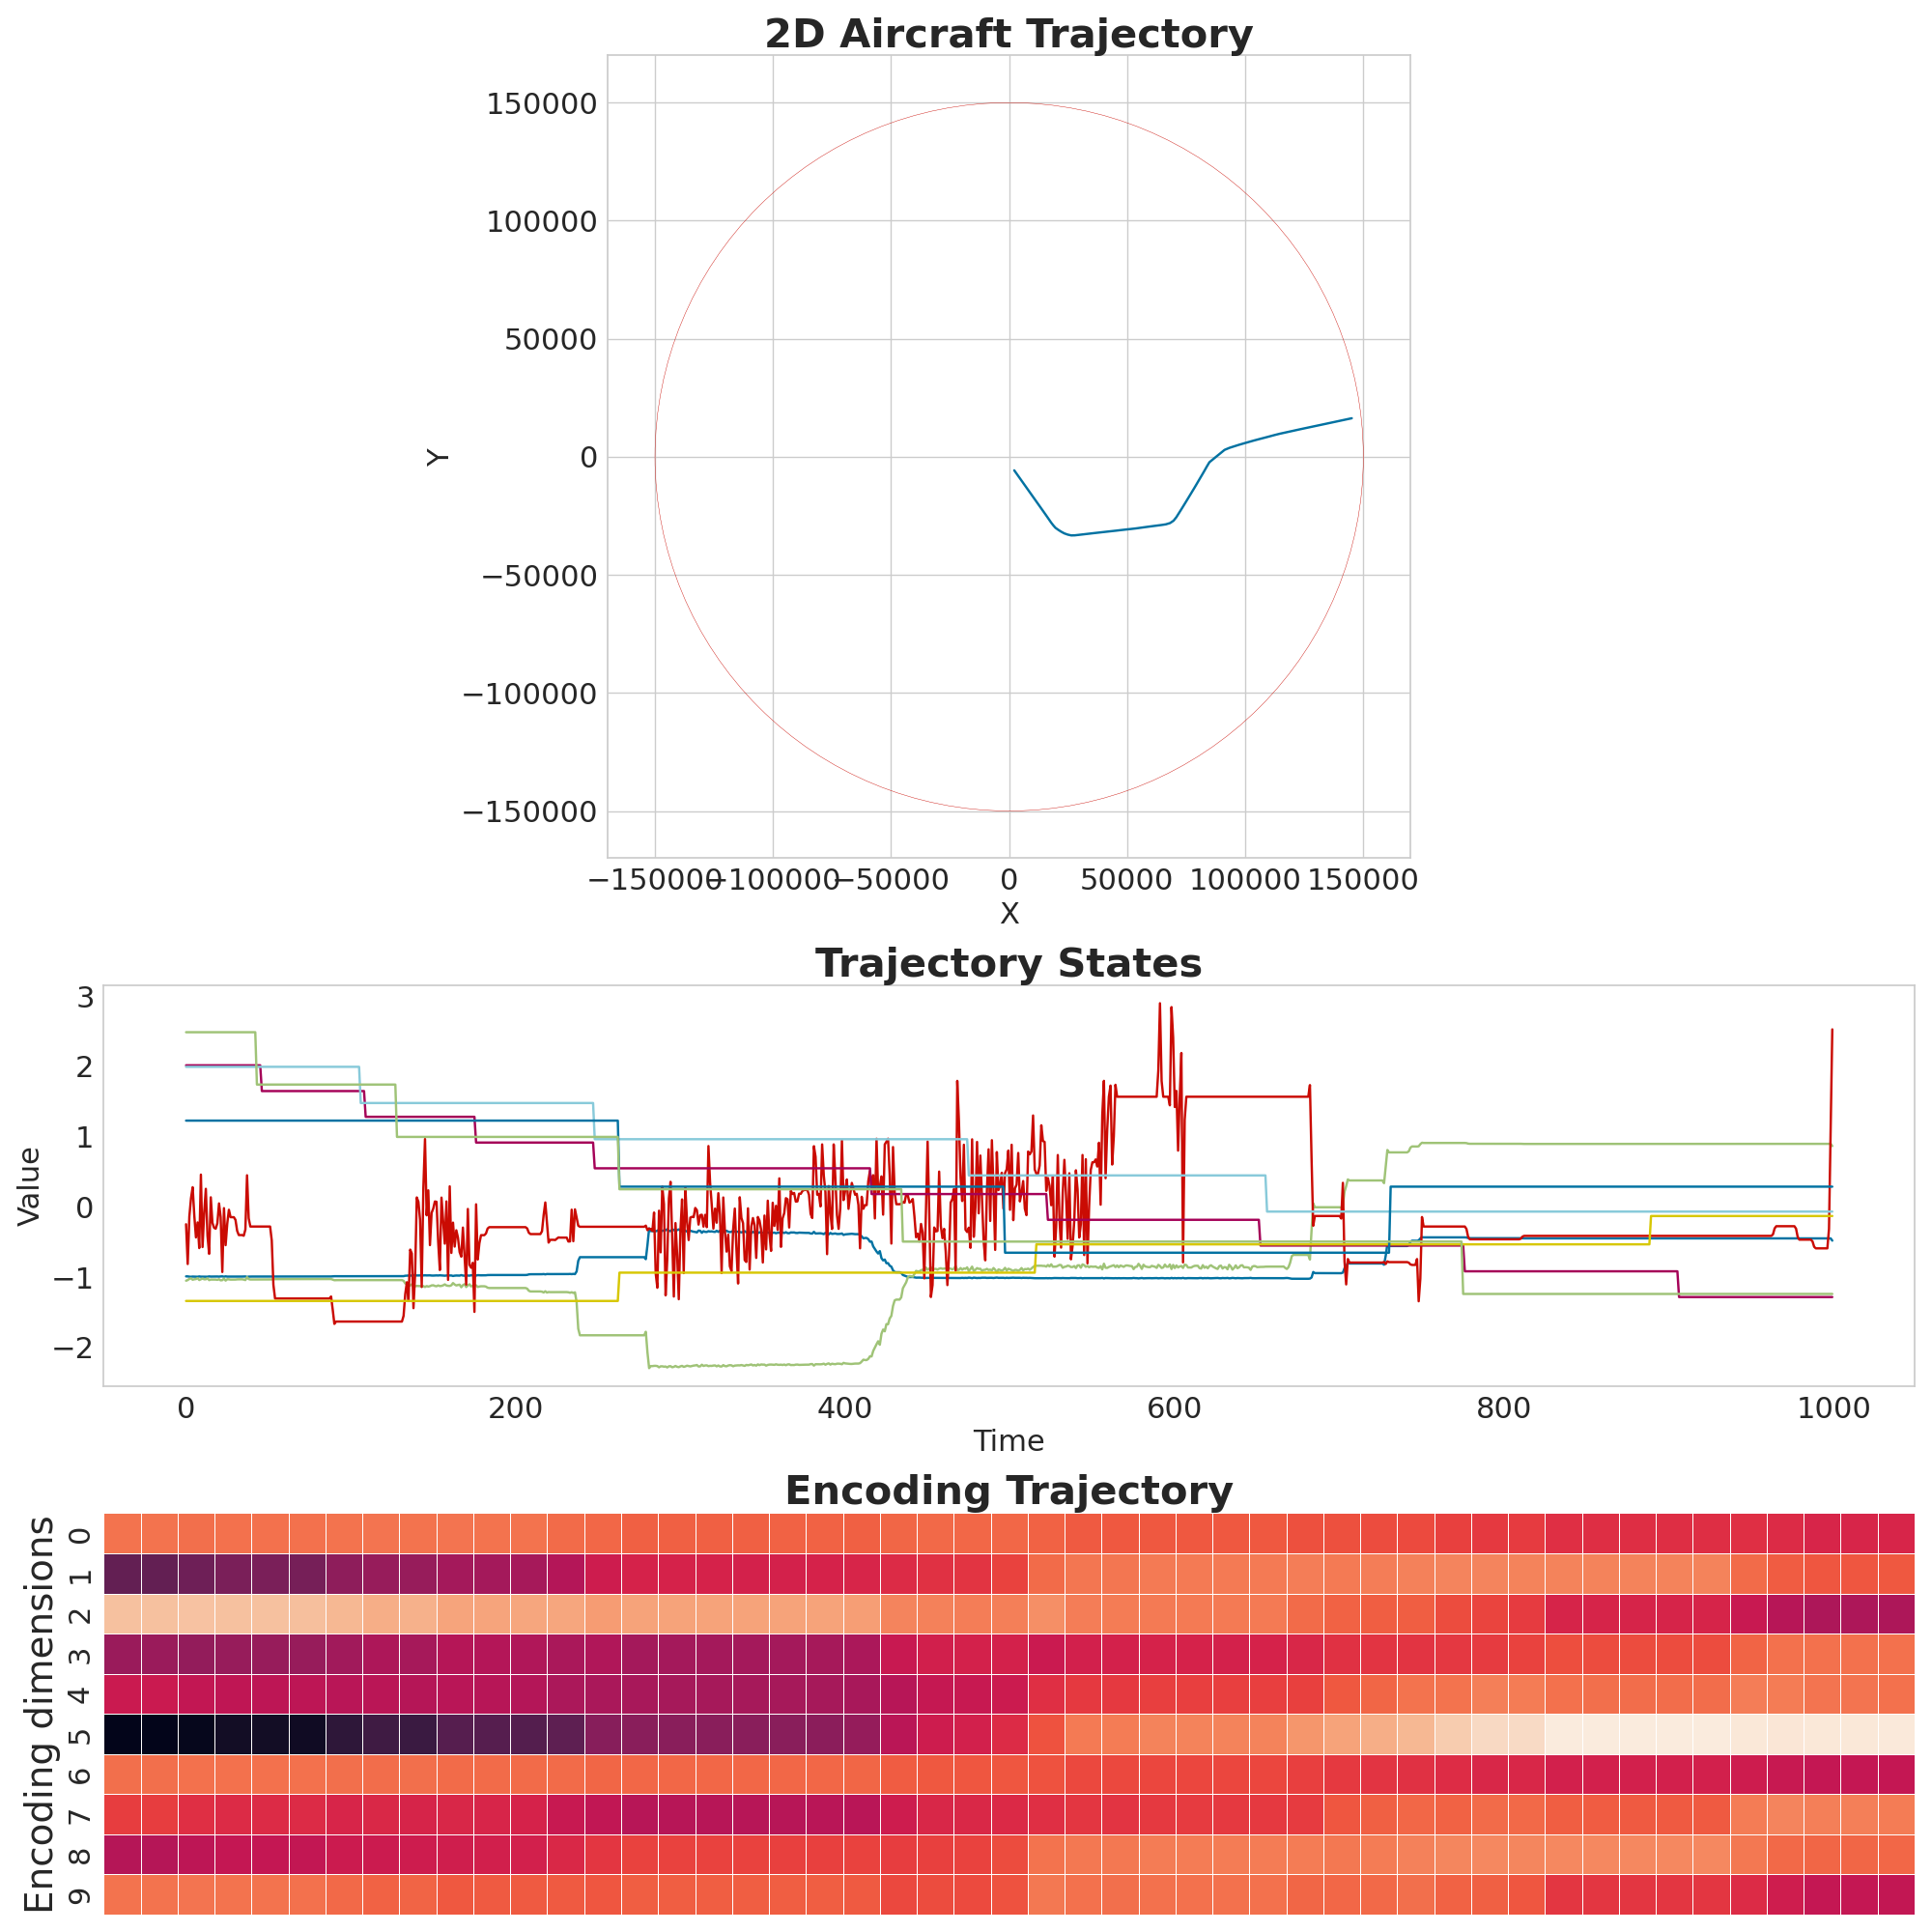 2D Aircraft Trajectory
150000
100000
50000
0
−50000
−100000
−150000
Y
−150000 −100000 −50000 0 50000 100000 150000
X
Trajectory States
3
2
1
0
−1
−2
Value
0 200 400 600 800 1000
Time
Encoding Trajectory
0
1
2
3
4
5
6
7
8
9
Encoding dimensions